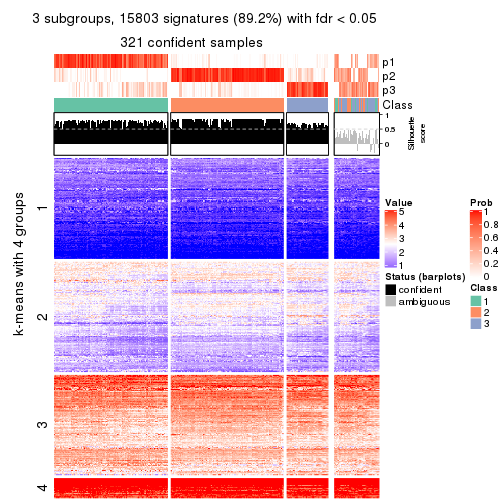 3 subgroups, 15803 signatures (89.2%) with fdr < 0.05
321 confident samples
p1
p2
p3
Class
1
0.5
0
Silhouette
score
k-means with 4 groups
1
2
3
4
Value
5
4
3
2
1
Status (barplots)
confident
ambiguous
Prob
1
0.8
0.6
0.4
0.2
0
Class
1
2
3